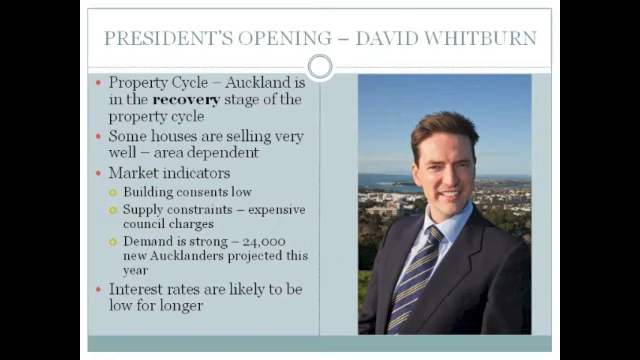 PRESIDENT'S OPENING – DAVID WHITBURN
Property Cycle – Auckland is
in the recovery stage of the
property cycle
Some houses are selling very
well – area dependent
Market indicators
Building consents low
Supply constraints – expensive
council charges
Demand is strong – 24,000
new Aucklanders projected this
year
Interest rates are likely to be
low for longer